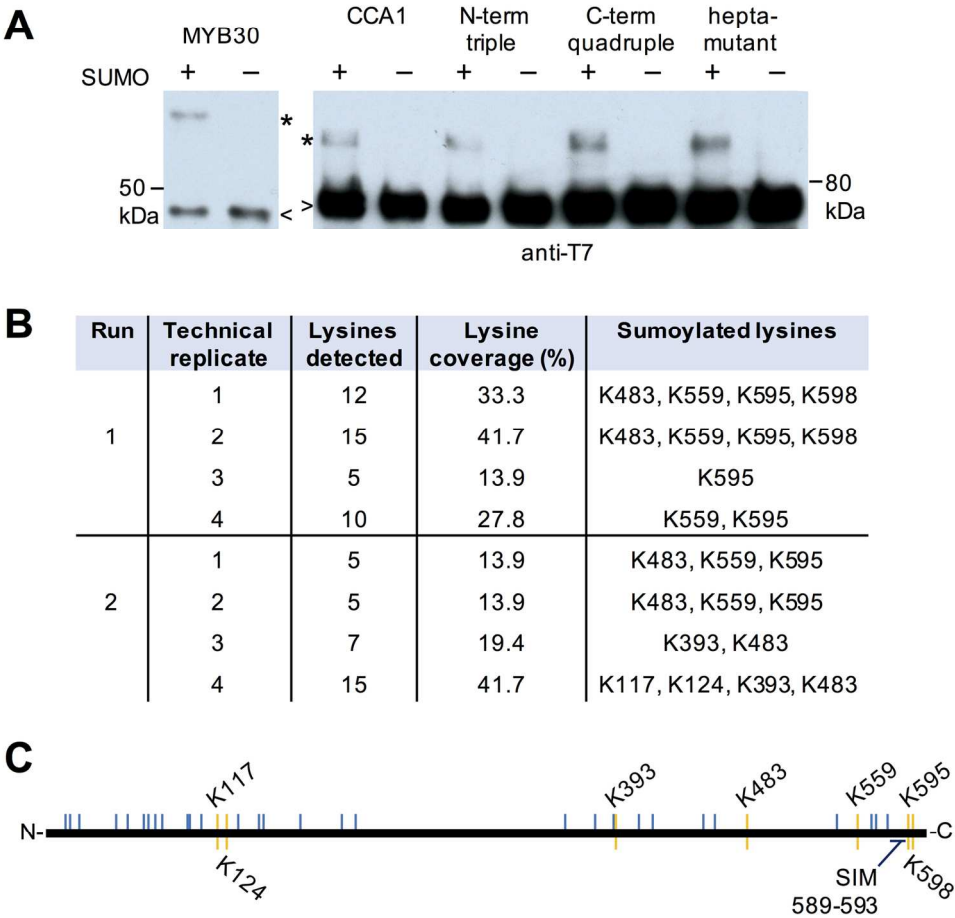 A
MYB30
CCA1
N-term
triple
C-term
quadruple
hepta-
mutant
SUMO + – + – + – + – + –
*
*
50
kDa
<
>
80
kDa
anti-T7
B
Run Technical replicate Lysines detected Lysine coverage (%) Sumoylated lysines
1 12 33.3 K483, K559, K595, K598
1 2 15 41.7 K483, K559, K595, K598
3 5 13.9 K595
4 10 27.8 K559, K595
1 5 13.9 K483, K559, K595
2 2 5 13.9 K483, K559, K595
3 7 19.4 K393, K483
4 15 41.7 K117, K124, K393, K483
C
K117 K393 K483 K559 K595
N- -C
K124 K598
SIM
589-593